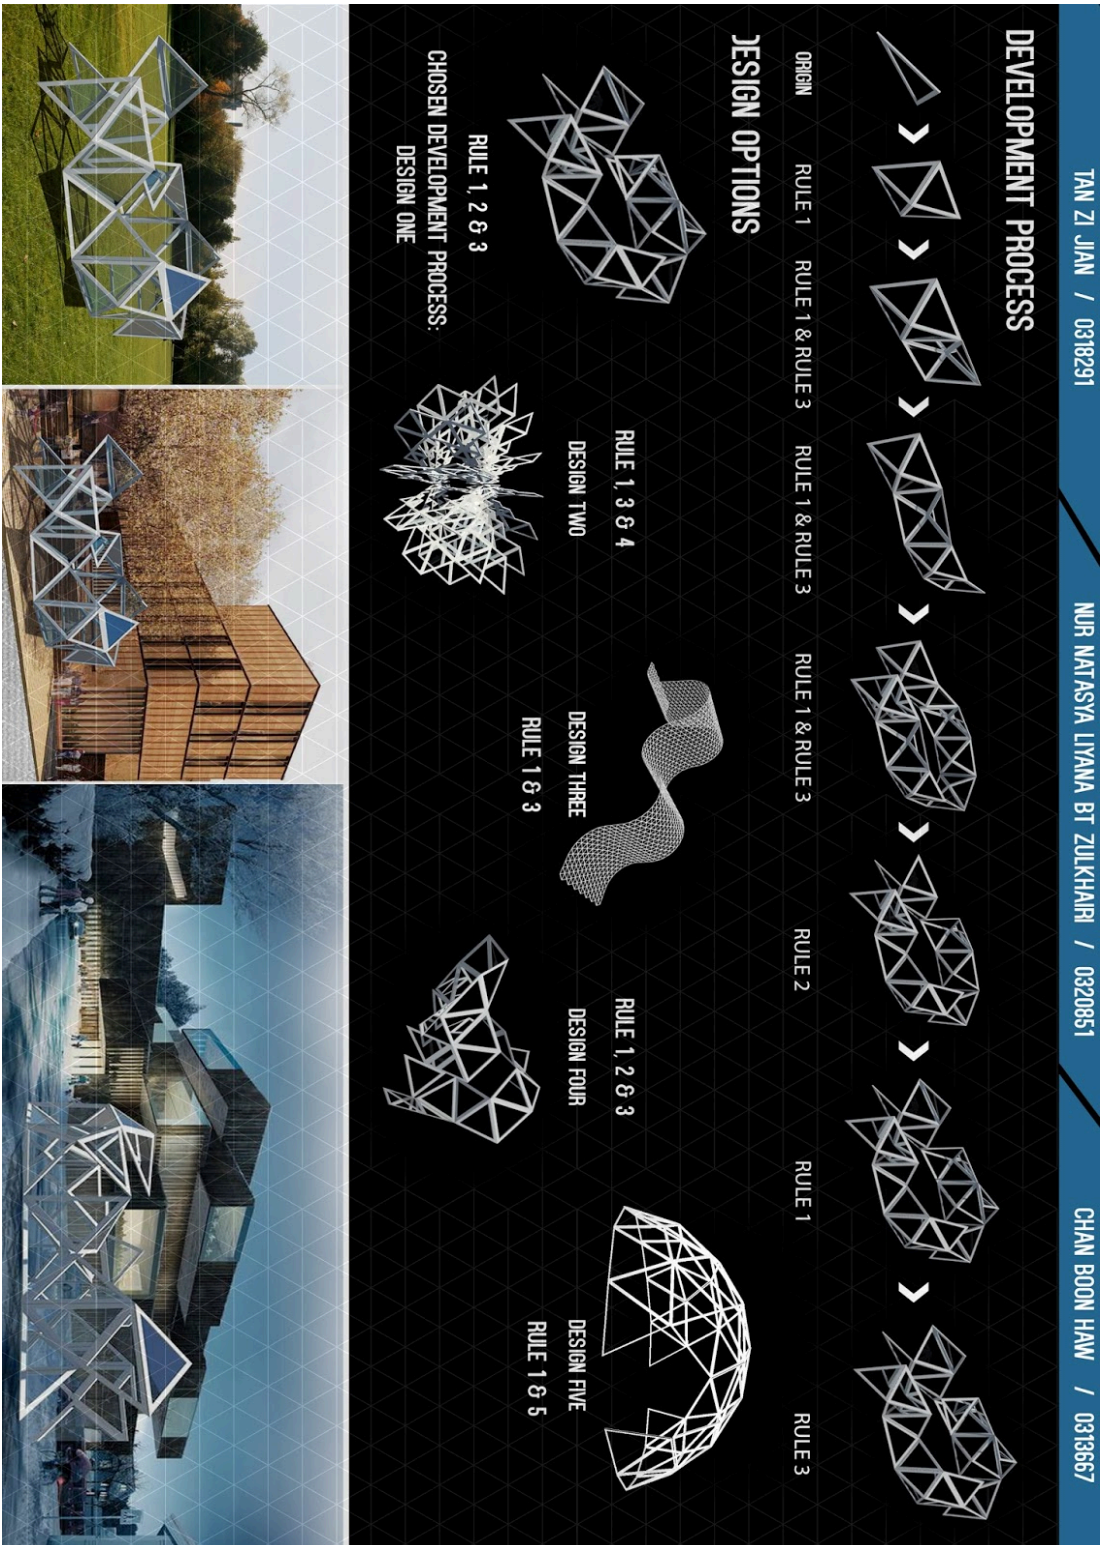 TAN ZI JIAN / 0318291
NUR NATASYA LIYANA BT ZULKHAIRI / 0320851
CHAN BOON HAW / 0313667
DEVELOPMENT PROCESS
ORIGIN
RULE 1
RULE 1 & RULE 3
RULE 1 & RULE 3
RULE 1 & RULE 3
RULE 2
RULE 1
RULE 3
DESIGN OPTIONS
RULE 1, 2 & 3
CHOSEN DEVELOPMENT PROCESS:
DESIGN ONE
RULE 1, 3 & 4
DESIGN TWO
DESIGN THREE
RULE 1 & 3
RULE 1, 2 & 3
DESIGN FOUR
DESIGN FIVE
RULE 1 & 5